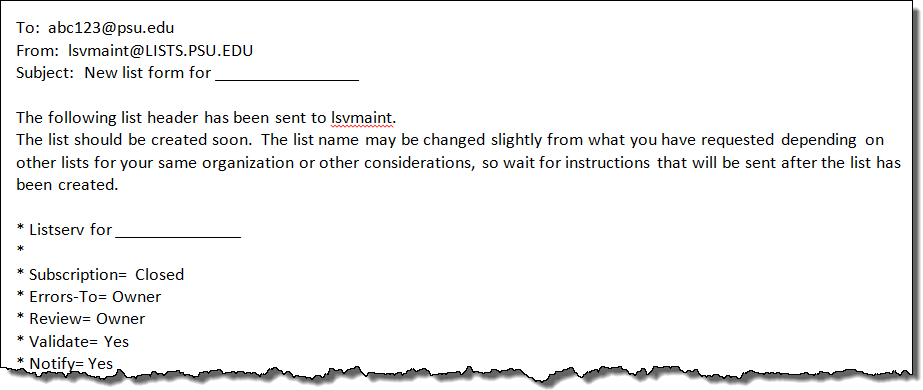 To:  abc123@psu.edu
From:  lsvmaint@LISTS.PSU.EDU
Subject:  New list form for _________________
The following list header has been sent to lsvmaint.
The list should be created soon.  The list name may be changed slightly from what you have requested depending on
other lists for your same organization or other considerations, so wait for instructions that will be sent after the list has
been created.
* Listserv for _______________
*
* Subscription=  Closed
* Errors-To= Owner
* Review= Owner
* Validate= Yes
* Notify= Yes